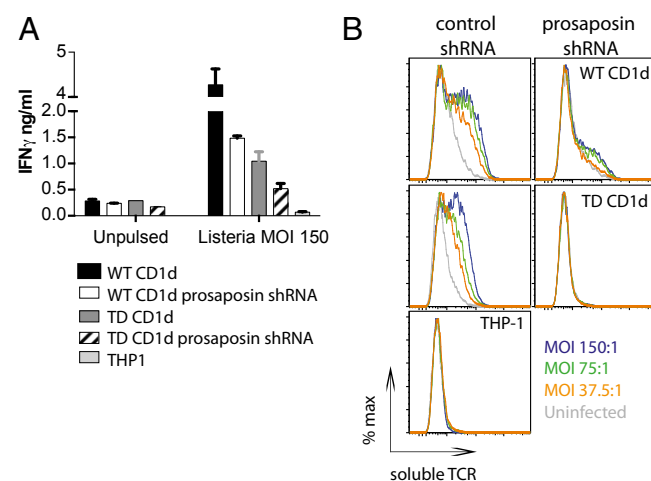 A
IFNγ ng/ml
5
4
2.0
1.5
1.0
0.5
0.0
Unpulsed
Listeria MOI 150
WT CD1d
WT CD1d prosaposin shRNA
TD CD1d
TD CD1d prosaposin shRNA
THP1
B
control shRNA
prosaposin shRNA
WT CD1d
TD CD1d
THP-1
MOI 150:1
MOI 75:1
MOI 37.5:1
Uninfected
% max
soluble TCR